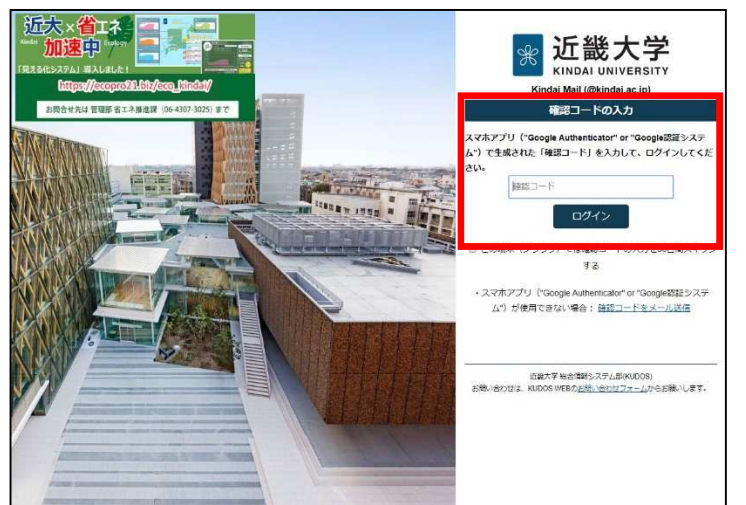 近大×省エネ
Kindai
Ecology
加速中
「見える化システム」導入しました！
https://ecopro21.biz/eco_kindai/
お問合せ先は 管理部 省エネ推進課（06-4307-3025）まで
近畿大学
KINDAI UNIVERSITY
Kindai Mail (@kindai.ac.jp)
確認コードの入力
スマホアプリ（"Google Authenticator" or "Google認証システ
ム"）で生成された「確認コード」を入力して、ログインしてくだ
さい。
確認コード
ログイン
する
・スマホアプリ（"Google Authenticator" or "Google認証システ
ム"）が使用できない場合： 確認コードをメール送信
近畿大学 総合情報システム部(KUDOS)
お問い合わせは、KUDOS WEBのお問い合わせフォームからお願いします。